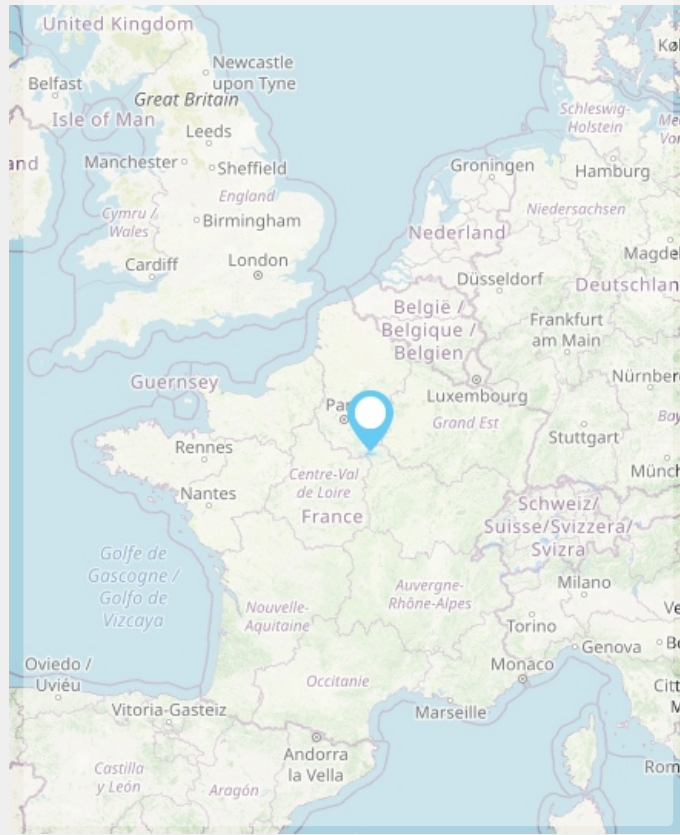 United Kingdom
Newcastle
upon Tyne
Belfast
Great Britain
Isle of Man
Leeds
Manchester
Sheffield
England
Cymru /
Wales
Birmingham
Cardiff
London
Schleswig-
Holstein
Groningen
Hamburg
Niedersachsen
Nederland
Düsseldorf
België /
Belgique /
Belgien
Frankfurt
am Main
Guernsey
Luxembourg
Grand Est
Stuttgart
Rennes
Centre-Val
de Loire
Nantes
France
Schweiz/
Suisse/Svizzera/
Svizra
Golfe de
Gascogne /
Golfo de
Vizcaya
Auvergne-
Rhône-Alpes
Nouvelle-
Aquitaine
Milano
Torino
Genova
Oviedo /
Uviéu
Occitanie
Monaco
Vitoria-Gasteiz
Marseille
Andorra
la Vella
Castilla
y León
Aragón